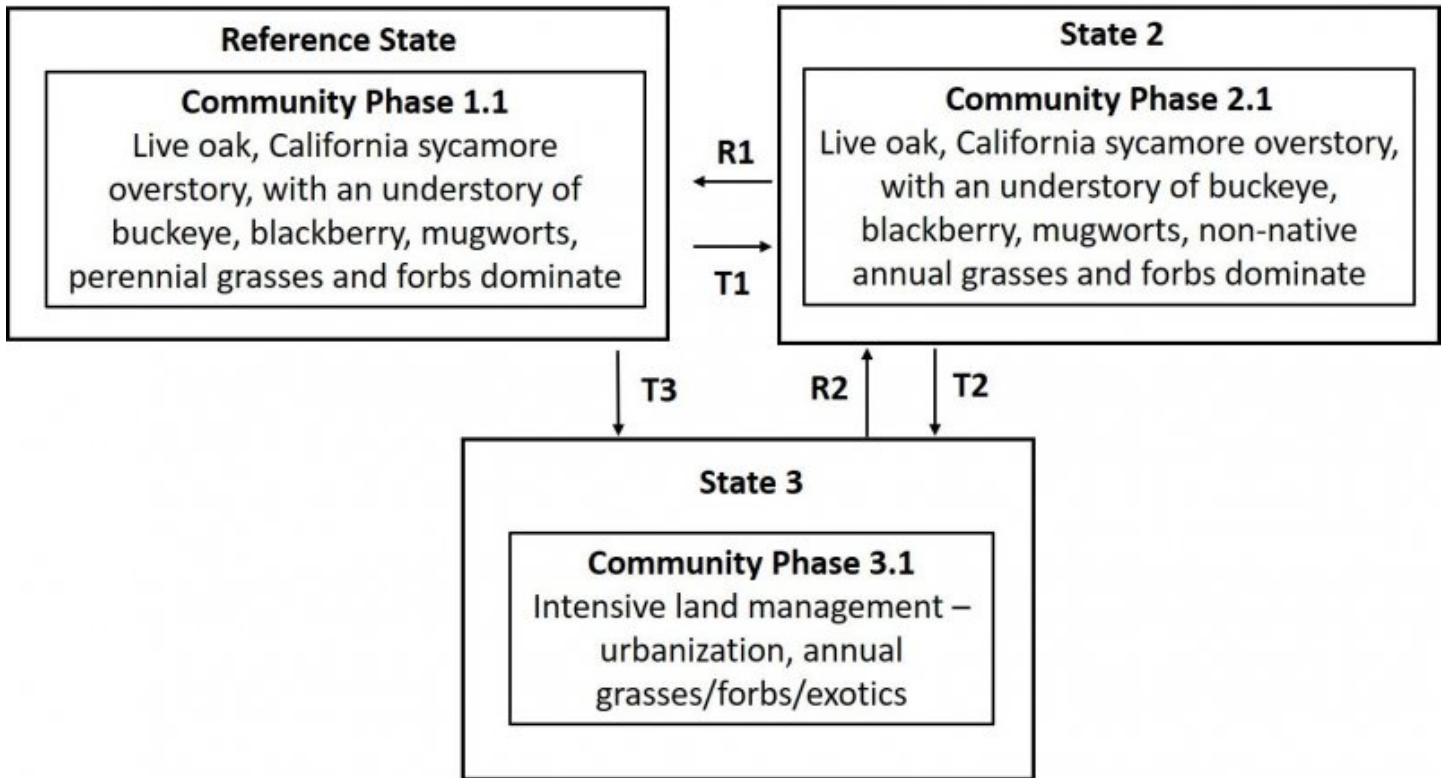 Reference State
Community Phase 1.1
Live oak, California sycamore
overstory, with an understory of
buckeye, blackberry, mugworts,
perennial grasses and forbs dominate
R1
T1
State 2
Community Phase 2.1
Live oak, California sycamore overstory,
with an understory of buckeye,
blackberry, mugworts, non-native
annual grasses and forbs dominate
T3
R2
T2
State 3
Community Phase 3.1
Intensive land management –
urbanization, annual
grasses/forbs/exotics